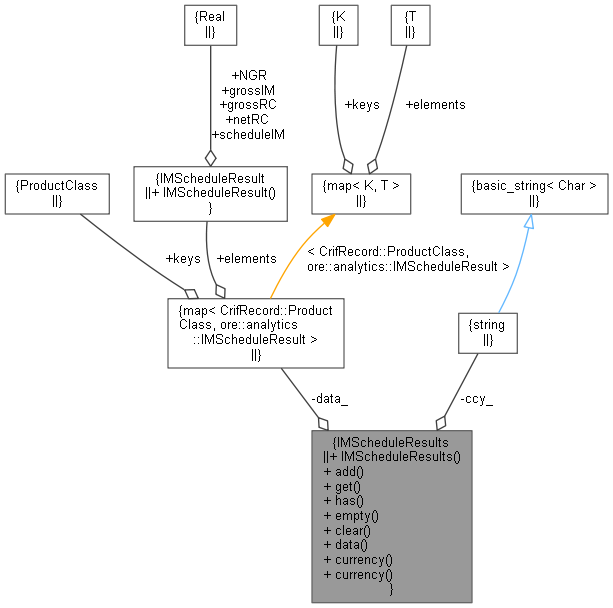 {Real
||}
{K
||}
{T
||}
+NGR
+grossIM
+grossRC
+netRC
+scheduleIM
+keys
+elements
{ProductClass
||}
{IMScheduleResult
||+ IMScheduleResult()
}
{map< K, T >
||}
{basic_string< Char >
||}
+keys
+elements
< CrifRecord::ProductClass,
ore::analytics::IMScheduleResult >
{map< CrifRecord::Product
Class, ore::analytics
::IMScheduleResult >
||}
{string
||}
-data_
-ccy_
{IMScheduleResults
||+ IMScheduleResults()
+ add()
+ get()
+ has()
+ empty()
+ clear()
+ data()
+ currency()
+ currency()
}